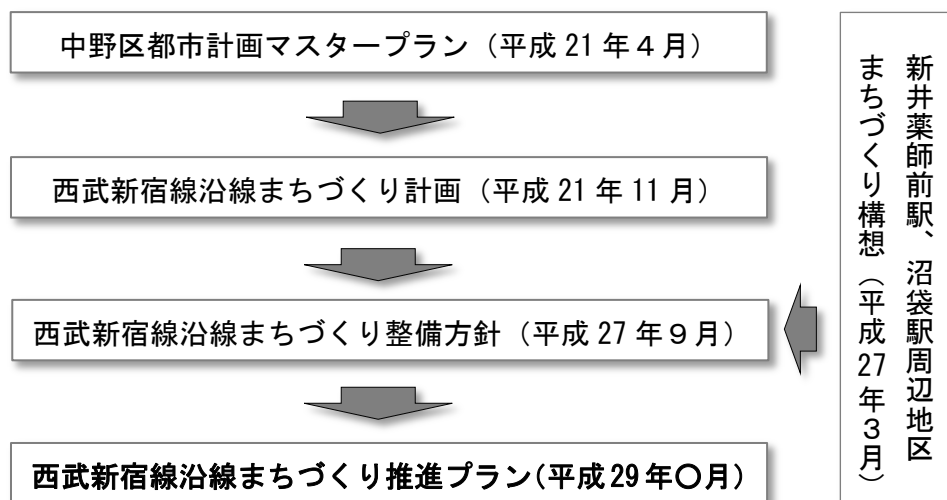 中野区都市計画マスタープラン（平成21年４月）
西武新宿線沿線まちづくり計画（平成21年11月）
西武新宿線沿線まちづくり整備方針（平成27年９月）
西武新宿線沿線まちづくり推進プラン(平成29年〇月)
新井薬師前駅、沼袋駅周辺地区
まちづくり構想（平成27年３月）